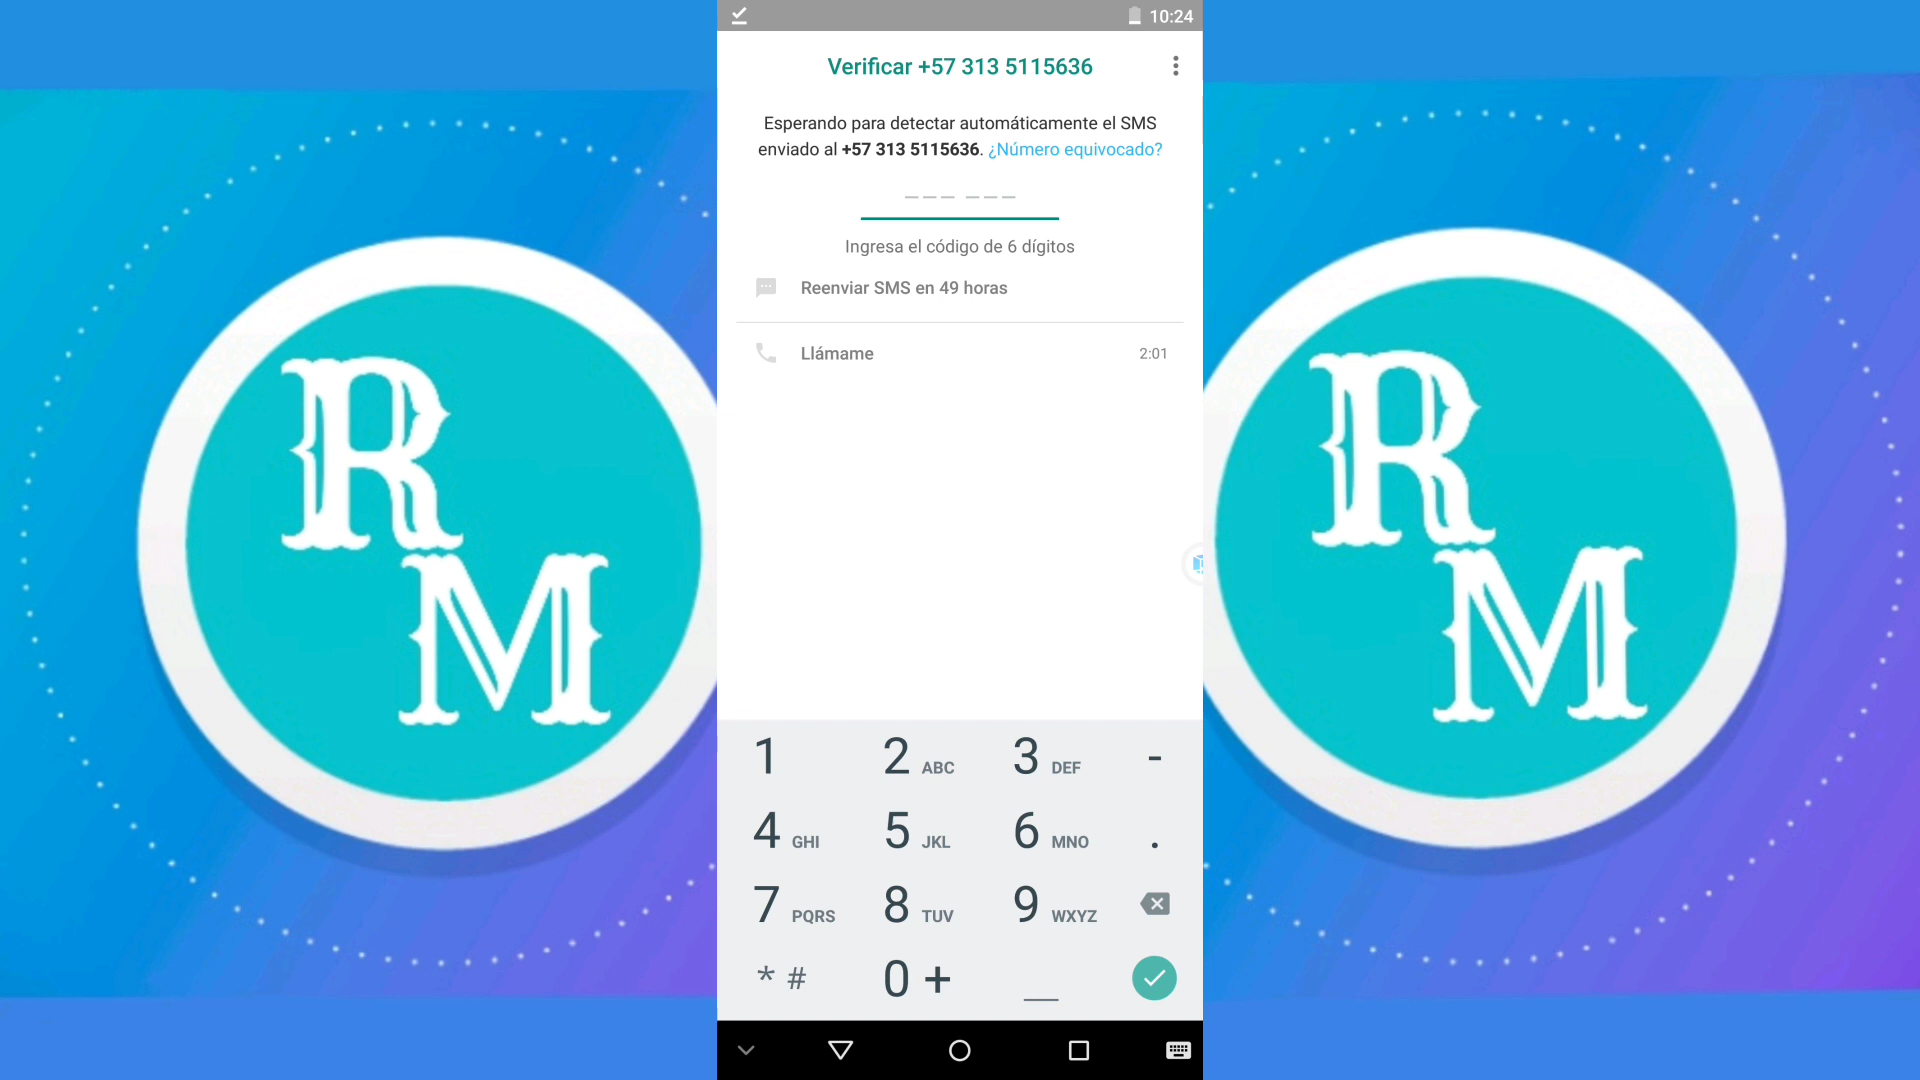 10:24
Verificar +57 313 5115636
Esperando para detectar automáticamente el SMS
enviado al +57 313 5115636. ¿Número equivocado?
Ingresa el código de 6 dígitos
Reenviar SMS en 49 horas
Llámame 2:01
R
M
R
M
1 2 ABC 3 DEF -
4 GHI 5 JKL 6 MNO .
7 PQRS 8 TUV 9 WXYZ
* # 0 +